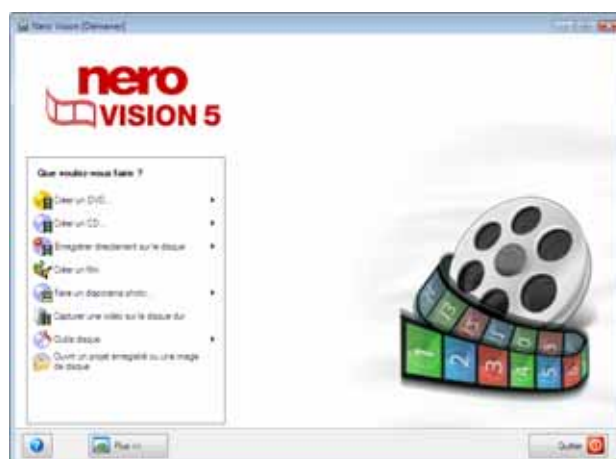 Nero Vision [Démarrer]
nero
VISION 5
Que voulez-vous faire ?
Créer un DVD...
Créer un CD...
Enregistrer directement sur le disque
Créer un film
Faire un diaporama photo...
Capturer une vidéo sur le disque dur
Outils disque
Ouvrir un projet enregistré ou une image
de disque
1 2 3 4 5 6
Plus >>
Quitter